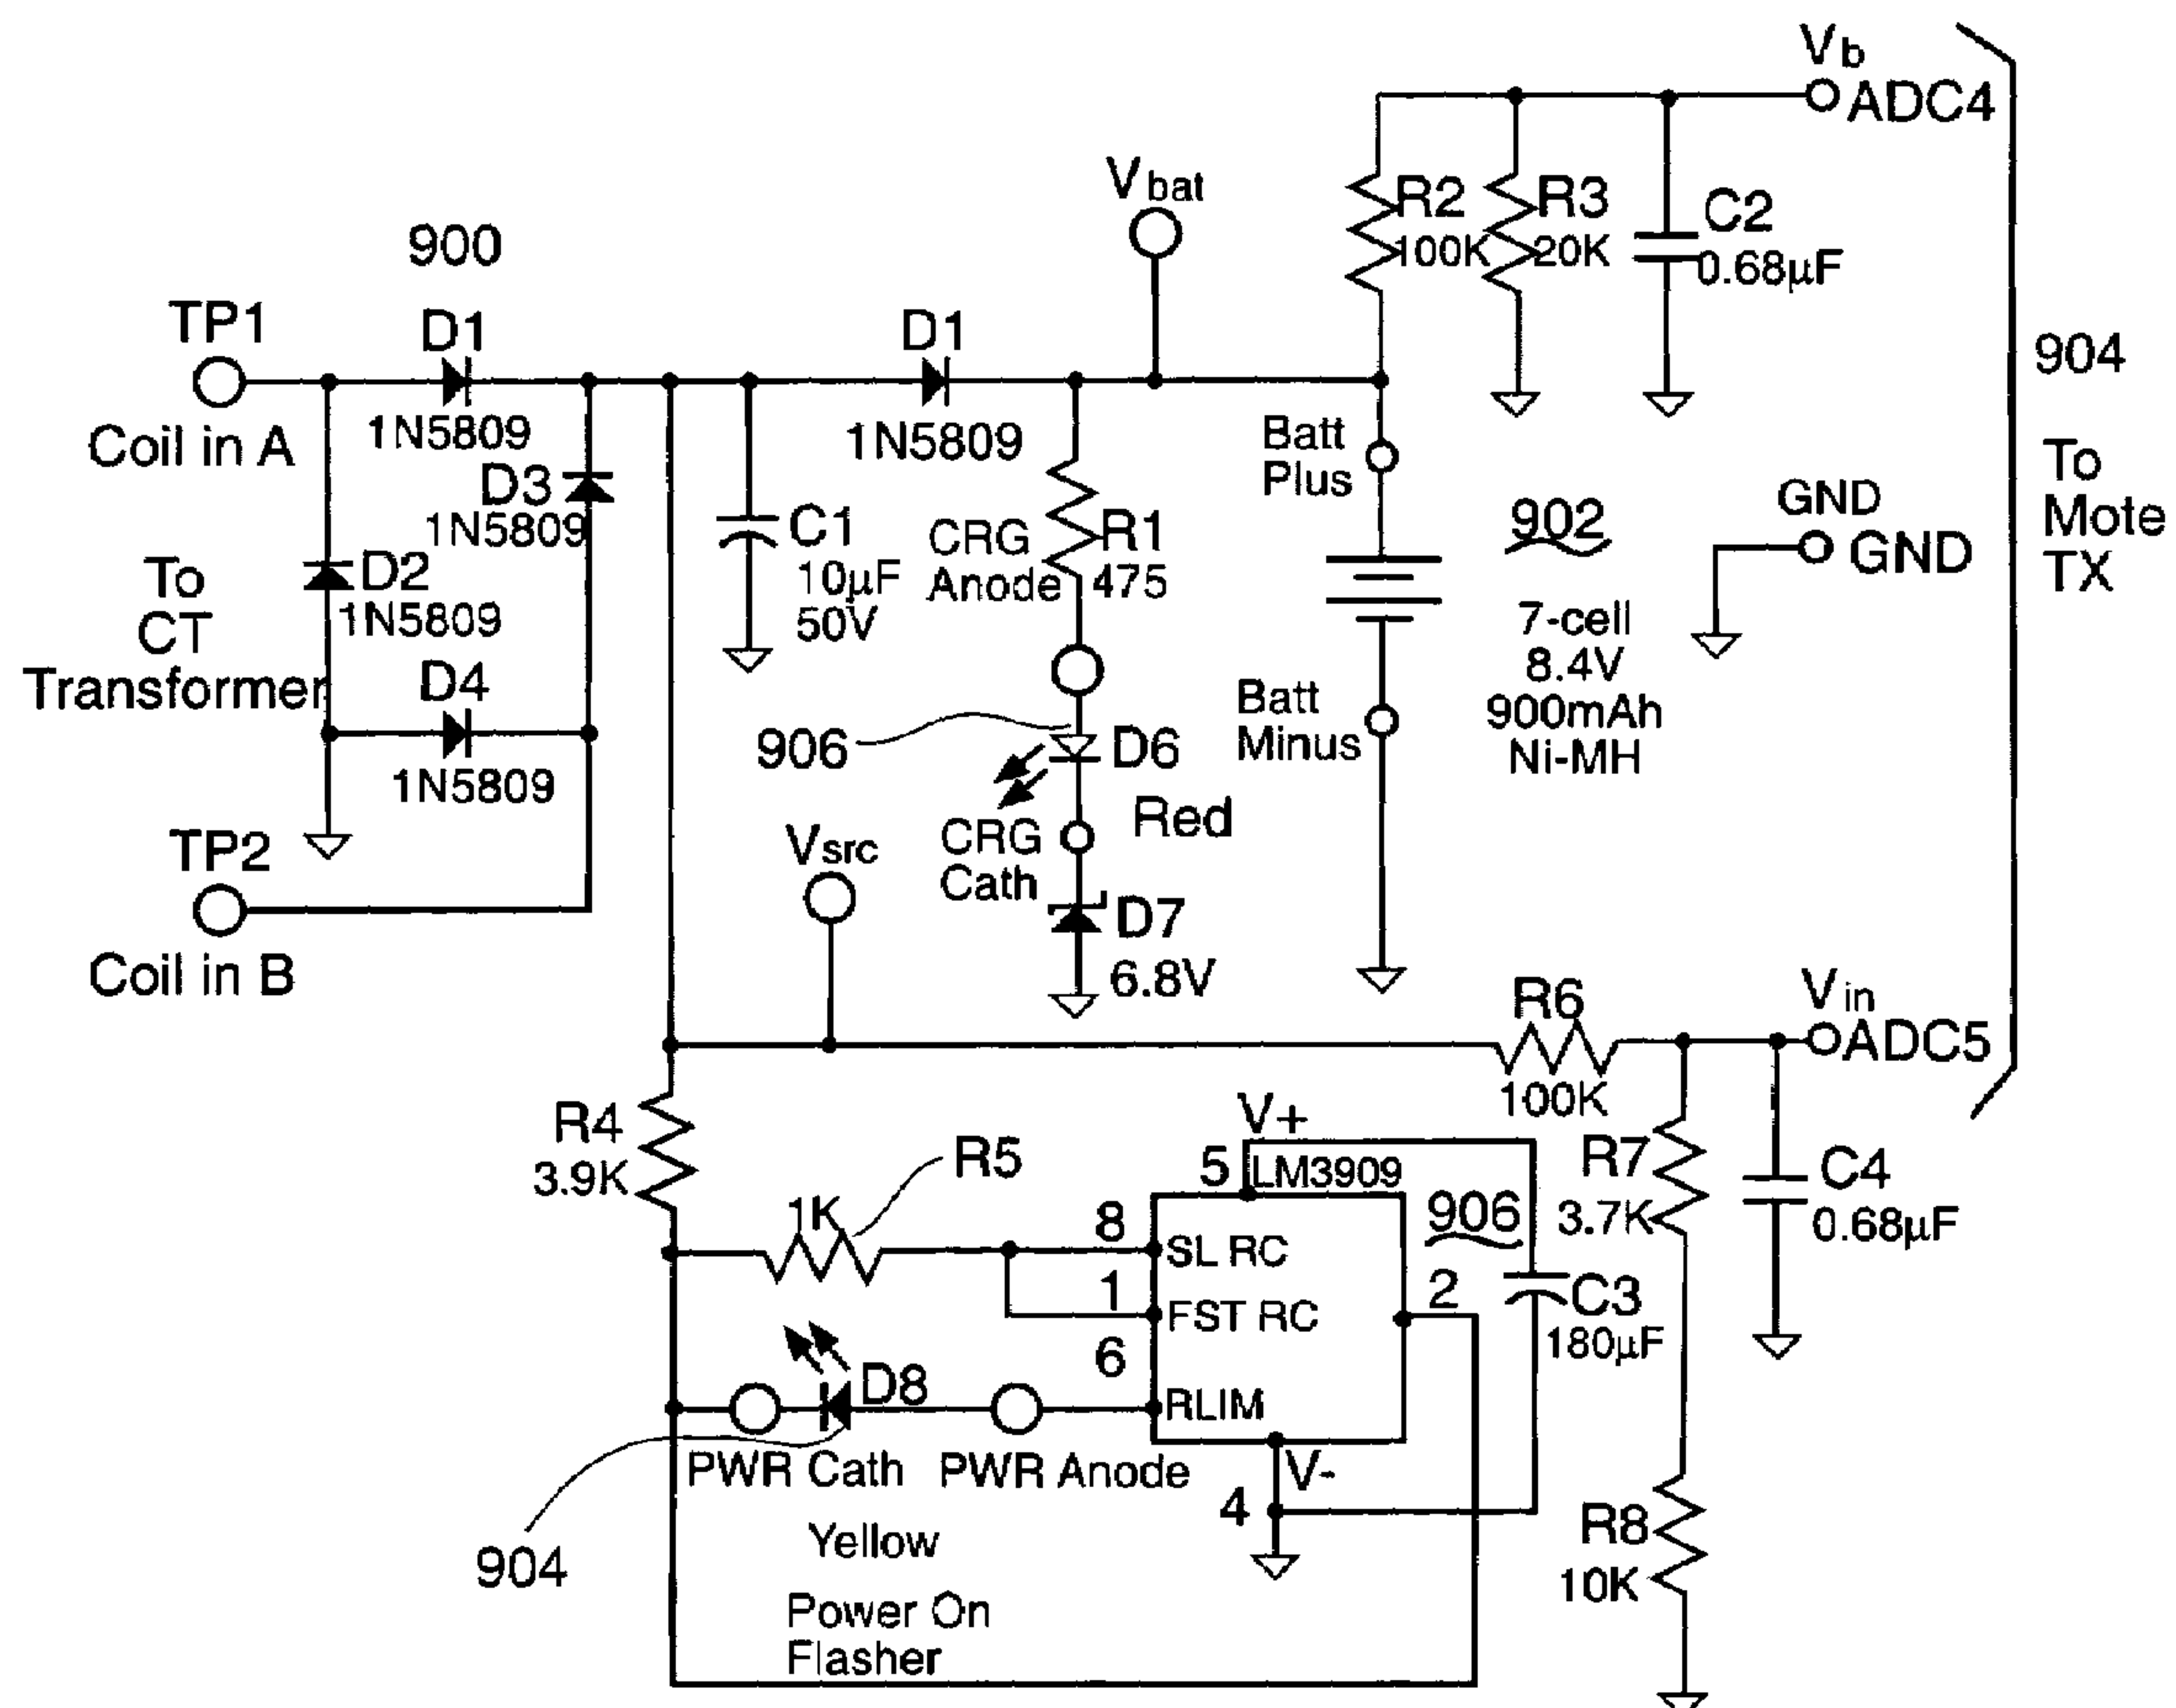 Vb
ADC4
Vbat
R2
100K
R3
20K
C2
0.68µF
900
TP1
Coil in A
D1
1N5809
D3
1N5809
D1
1N5809
904
To
Mote
TX
Batt
Plus
902
GND
GND
C1
10µF
50V
CRG
Anode
R1
475
To
CT
Transformer
D2
1N5809
7-cell
8.4V
900mAh
Ni-MH
D4
1N5809
Batt
Minus
906
D6
Red
TP2
Coil in B
Vsrc
CRG
Cath
D7
6.8V
R6
100K
Vin
ADC5
R4
3.9K
R5
1K
V+
5
LM3909
906
R7
3.7K
C4
0.68µF
8
SL RC
1
FST RC
2
C3
180µF
6
RLIM
D8
PWR Cath
PWR Anode
V-
4
904
Yellow
Power On
Flasher
R8
10K